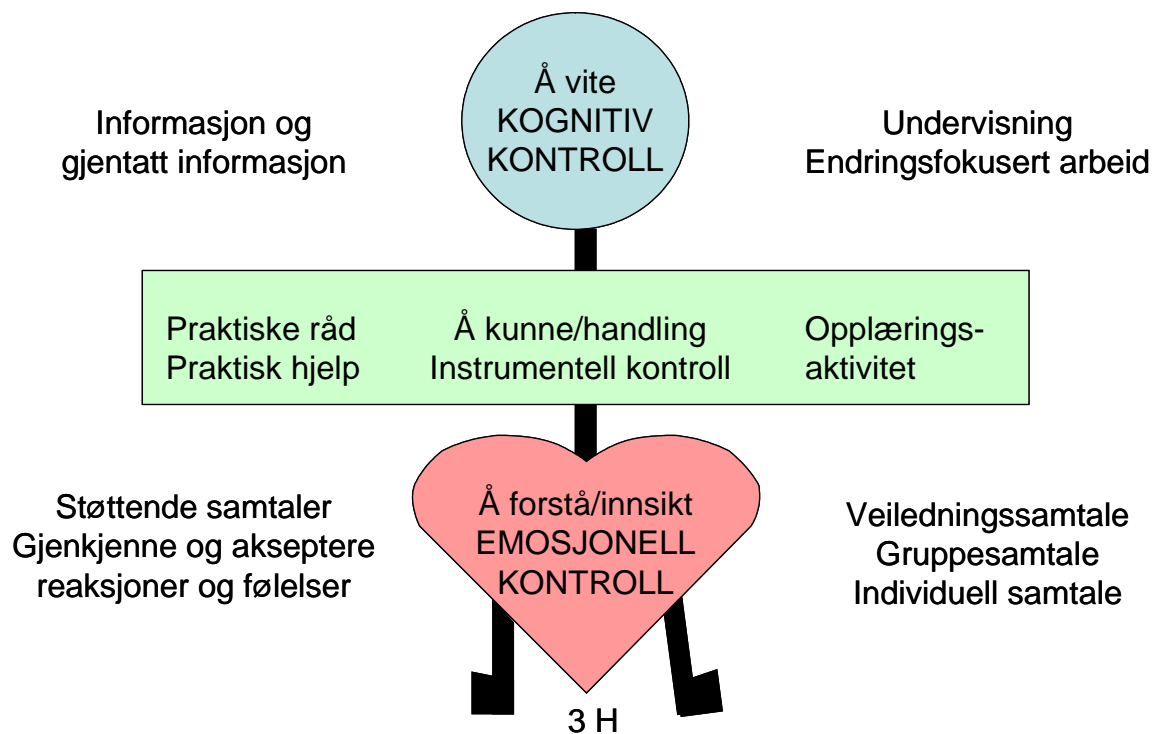 Å vite
KOGNITIV
KONTROLL
Informasjon og
gjentatt informasjon
Undervisning
Endringsfokusert arbeid
Praktiske råd
Praktisk hjelp
Å kunne/handling
Instrumentell kontroll
Opplærings-
aktivitet
Støttende samtaler
Gjenkjenne og akseptere
reaksjoner og følelser
Å forstå/innsikt
EMOSJONELL
KONTROLL
Veiledningssamtale
Gruppesamtale
Individuell samtale
3 H